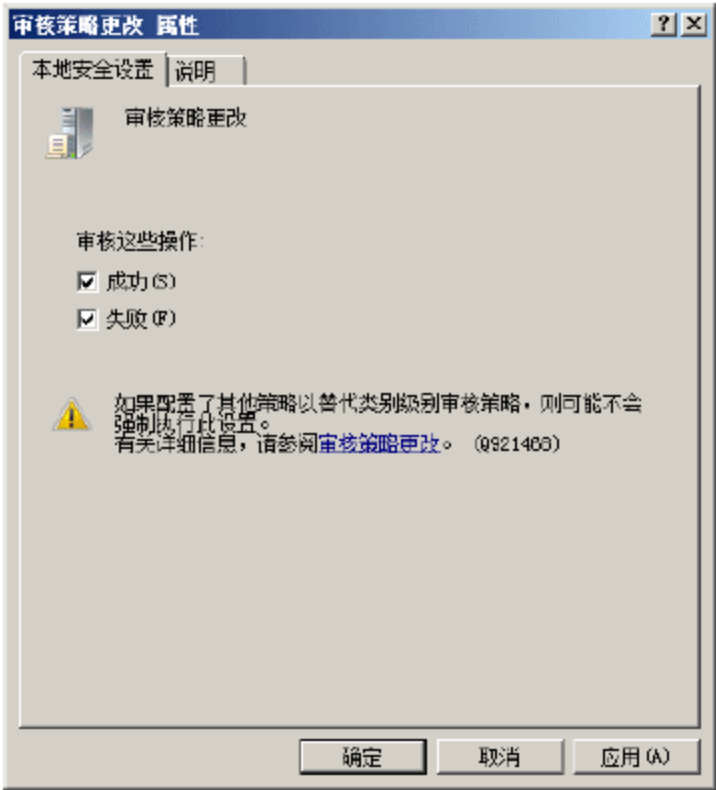 审核策略更改 属性
本地安全设置 说明
审核策略更改
审核这些操作:
成功(S)
失败(F)
如果配置了其他策略以替代类别级别审核策略，则可能不会
强制执行此设置。
有关详细信息，请参阅审核策略更改。 (Q921468)
确定 取消 应用(A)